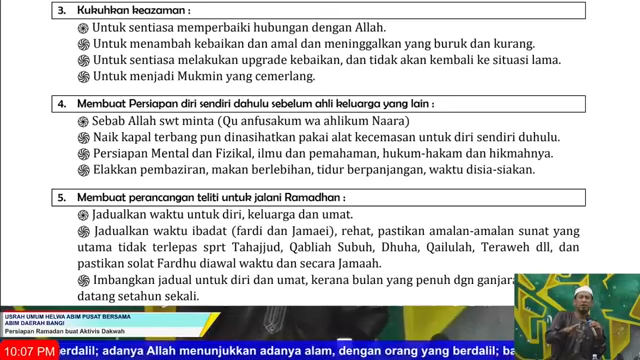 3. Kukuhkan keazaman :
Untuk sentiasa memperbaiki hubungan dengan Allah.
Untuk menambah kebaikan dan amal dan meninggalkan yang buruk dan kurang.
Untuk sentiasa melakukan upgrade kebaikan, dan tidak akan kembali ke situasi lama.
Untuk menjadi Mukmin yang cemerlang.
4. Membuat Persiapan diri sendiri dahulu sebelum ahli keluarga yang lain :
Sebab Allah swt minta (Qu anfusakum wa ahlikum Naara)
Naik kapal terbang pun dinasihatkan pakai alat kecemasan untuk diri sendiri duhulu.
Persiapan Mental dan Fizikal, ilmu dan pemahaman, hukum-hakam dan hikmahnya.
Elakkan pembaziran, makan berlebihan, tidur berpanjangan, waktu disia-siakan.
5. Membuat perancangan teliti untuk jalani Ramadhan :
Jadualkan waktu untuk diri, keluarga dan umat.
Jadualkan waktu ibadat (fardi dan Jamaei), rehat, pastikan amalan-amalan sunat yang
utama tidak terlepas sprt Tahajjud, Qabliah Subuh, Dhuha, Qailulah, Teraweh dll, dan
pastikan solat Fardhu diawal waktu dan secara Jamaah.
Imbangkan jadual untuk diri dan umat, kerana bulan yang penuh dgn ganjar
datang setahun sekali.
USRAH UMUM HELWA ABIM PUSAT BERSAMA
ABIM DAERAH BANGI
Persiapan Ramadan buat Aktivis Dakwah
10:07 PM erdalil; adanya Allah menunjukkan adanya alam, dengan orang yang berdalil; ba